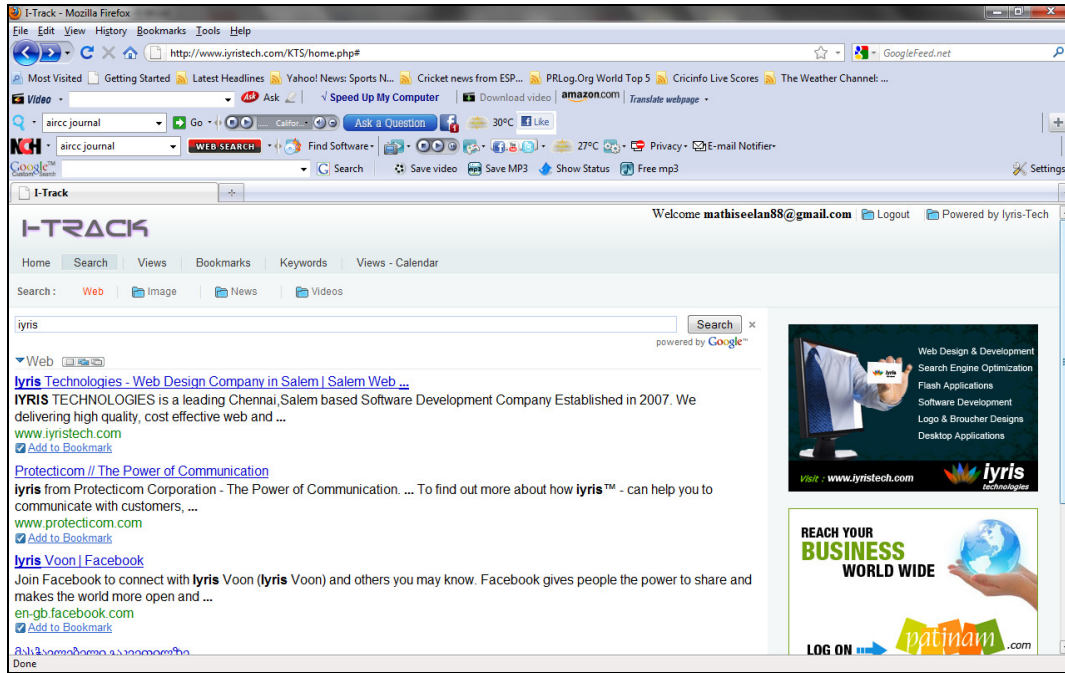 I-Track - Mozilla Firefox
File Edit View History Bookmarks Tools Help
http://www.iyristech.com/KTS/home.php#
GoogleFeed.net
Most Visited Getting Started Latest Headlines Yahoo! News: Sports N... Cricket news from ESP... PRLog.Org World Top 5 Cricinfo Live Scores The Weather Channel: ...
Video Ask Speed Up My Computer Download video amazon.com Translate webpage
aircc journal Go Califor... Ask a Question 1 30°C Like
NCH aircc journal WEB SEARCH Find Software 27°C Privacy E-mail Notifier
Google™ Custom Search Search Save video Save MP3 Show Status Free mp3 Settings
I-Track
I-TRACK
Welcome mathiseelan88@gmail.com Logout Powered by Iyris-Tech
Home Search Views Bookmarks Keywords Views - Calendar
Search : Web Image News Videos
iyris Search ×
powered by Google™
Web
Iyris Technologies - Web Design Company in Salem | Salem Web ...
IYRIS TECHNOLOGIES is a leading Chennai,Salem based Software Development Company Established in 2007. We
delivering high quality, cost effective web and ...
www.iyristech.com
Add to Bookmark
Protecticom // The Power of Communication
iyris from Protecticom Corporation - The Power of Communication. ... To find out more about how iyris™ - can help you to
communicate with customers, ...
www.protecticom.com
Add to Bookmark
Iyris Voon | Facebook
Join Facebook to connect with Iyris Voon (Iyris Voon) and others you may know. Facebook gives people the power to share and
makes the world more open and ...
en-gb.facebook.com
Add to Bookmark
iyris
Web Design & Development
Search Engine Optimization
Flash Applications
Software Development
Logo & Broucher Designs
Desktop Applications
Visit : www.iyristech.com
iyris
technologies
REACH YOUR
BUSINESS
WORLD WIDE
LOG ON
patinam.com
Done